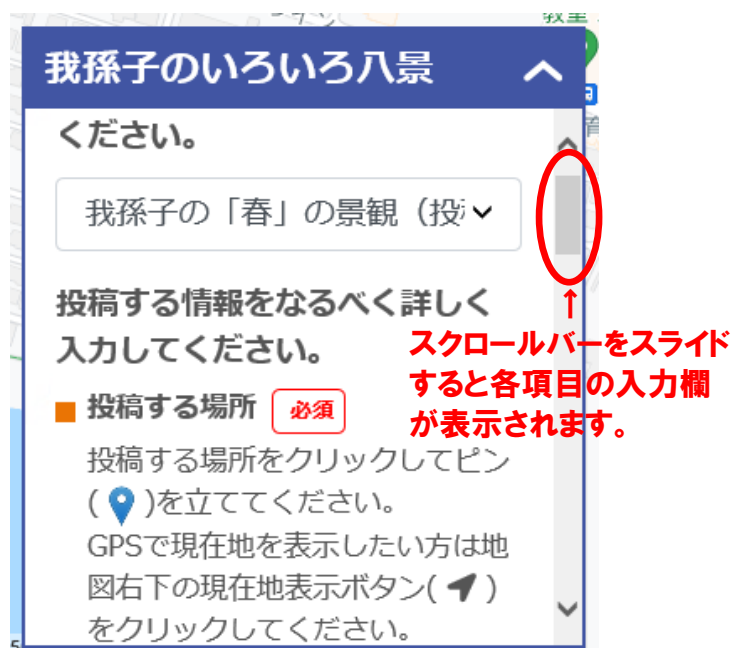 我孫子のいろいろ八景
ください。
我孫子の「春」の景観（投
投稿する情報をなるべく詳しく
入力してください。
↑
スクロールバーをスライド
すると各項目の入力欄
が表示されます。
投稿する場所 必須
投稿する場所をクリックしてピン
( )を立ててください。
GPSで現在地を表示したい方は地
図右下の現在地表示ボタン( )
をクリックしてください。